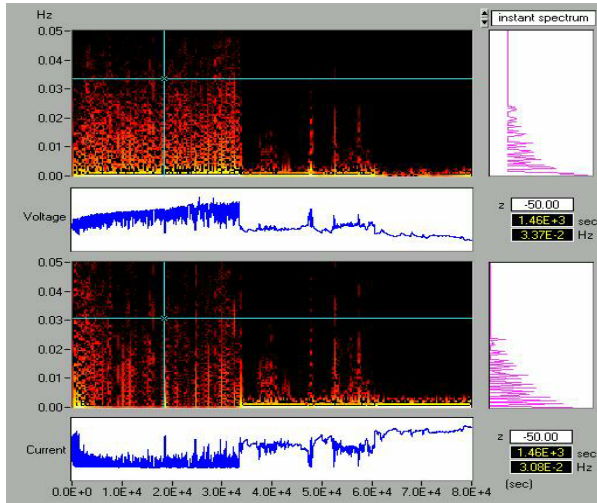 Hz
instant spectrum
0.05
0.04
0.03
0.02
0.01
0.00
Voltage
z -50.00
1.46E+3 sec
3.37E-2 Hz
0.05
0.04
0.03
0.02
0.01
0.00
Current
z -50.00
1.46E+3 sec
3.08E-2 Hz
0.0E+0 1.0E+4 2.0E+4 3.0E+4 4.0E+4 5.0E+4 6.0E+4 7.0E+4 8.0E+4
(sec)